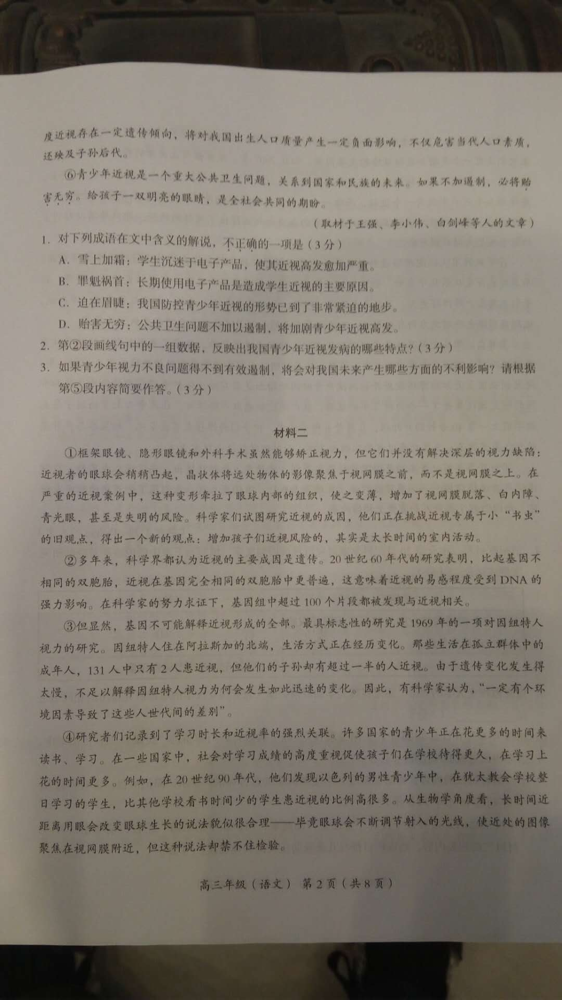 度近视存在一定遗传倾向，将对我国出生人口质量产生一定负面影响，不仅危害当代人口素质，
还殃及子孙后代。
⑥青少年近视是一个重大公共卫生问题，关系到国家和民族的未来。如果不加遏制，必将贻
害无穷。给孩子一双明亮的眼睛，是全社会共同的期盼。
（取材于王强、李小伟、白剑峰等人的文章）
1. 对下列成语在文中含义的解说，不正确的一项是（3分）
A. 雪上加霜：学生沉迷于电子产品，使其近视高发愈加严重。
B. 罪魁祸首：长期使用电子产品是造成学生近视的主要原因。
C. 迫在眉睫：我国防控青少年近视的形势已到了非常紧迫的地步。
D. 贻害无穷：公共卫生问题不加以遏制，将加剧青少年近视高发。
2. 第②段画线句中的一组数据，反映出我国青少年近视发病的哪些特点？（3分）
3. 如果青少年视力不良问题得不到有效遏制，将会对我国未来产生哪些方面的不利影响？请根据
第⑤段内容简要作答。（3分）
材料二
①框架眼镜、隐形眼镜和外科手术虽然能够矫正视力，但它们并没有解决深层的视力缺陷：
近视者的眼球会稍稍凸起，晶状体将远处物体的影像聚焦于视网膜之前，而不是视网膜之上。在
严重的近视案例中，这种变形牵拉了眼球内部的组织，使之变薄，增加了视网膜脱落、白内障、
青光眼，甚至是失明的风险。科学家们试图研究近视的成因，他们正在挑战近视专属于小“书虫”
的旧观点，得出一个新的观点：增加孩子们近视风险的，其实是太长时间的室内活动。
②多年来，科学界都认为近视的主要成因是遗传。20世纪60年代的研究表明，比起基因不
相同的双胞胎，近视在基因完全相同的双胞胎中更普遍，这意味着近视的易感程度受到DNA的
强力影响。在科学家的努力求证下，基因组中超过100个片段都被发现与近视相关。
③但显然，基因不可能解释近视形成的全部。最具标志性的研究是1969年的一项对因纽特人
视力的研究。因纽特人住在阿拉斯加的北端，生活方式正在经历变化。那些生活在孤立群体中的
成年人，131人中只有2人患近视，但他们的子孙却有超过一半的人近视。由于遗传变化发生得
太慢，不足以解释因纽特人视力为何会发生如此迅速的变化。因此，有科学家认为，“一定有个环
境因素导致了这些人世代间的差别”。
④研究者们记录到了学习时长和近视率的强烈关联。许多国家的青少年正在花更多的时间来
读书、学习。在一些国家中，社会对学习成绩的高度重视促使孩子们在学校待得更久，在学习上
花的时间更多。例如，在20世纪90年代，他们发现以色列的男性青少年中，在犹太教会学校整
日学习的学生，比其他学校看书时间少的学生患近视的比例高很多。从生物学角度看，长时间近
距离用眼会改变眼球生长的说法貌似很合理——毕竟眼球会不断调节射入的光线，使近处的图像
聚焦在视网膜附近，但这种说法却禁不住检验。
高三年级（语文） 第2页（共8页）